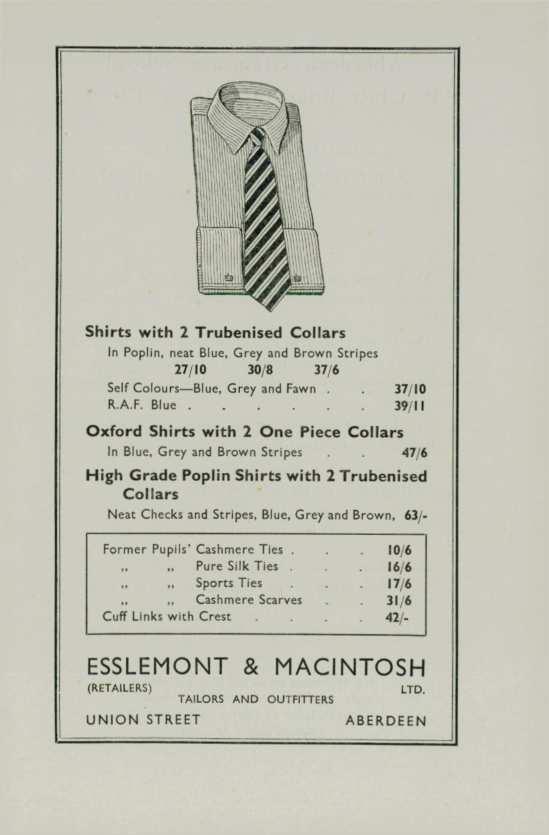 Shirts with 2 Trubenised Collars
In Poplin, neat Blue, Grey and Brown Stripes
27/10 30/8 37/6
Self Colours—Blue, Grey and Fawn . . 37/10
R.A.F. Blue . . . . . . 39/11
Oxford Shirts with 2 One Piece Collars
In Blue, Grey and Brown Stripes . . 47/6
High Grade Poplin Shirts with 2 Trubenised
Collars
Neat Checks and Stripes, Blue, Grey and Brown, 63/-
Former Pupils' Cashmere Ties . . . 10/6
,, ,, Pure Silk Ties . . . 16/6
,, ,, Sports Ties . . . 17/6
,, ,, Cashmere Scarves . . 31/6
Cuff Links with Crest . . . . 42/-
ESSLEMONT & MACINTOSH
(RETAILERS) LTD.
TAILORS AND OUTFITTERS
UNION STREET ABERDEEN